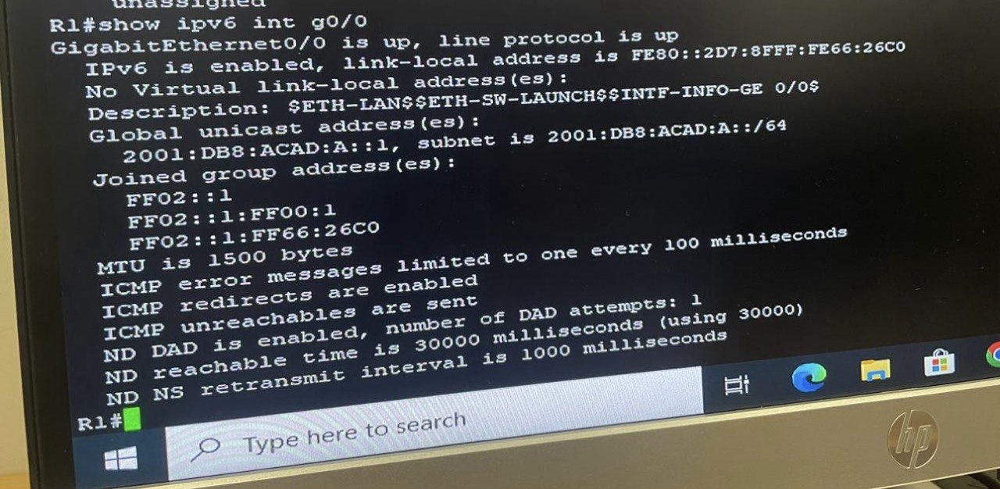 unassigned
R1#show ipv6 int g0/0
GigabitEthernet0/0 is up, line protocol is up
IPv6 is enabled, link-local address is FE80::2D7:8FFF:FE66:26C0
No Virtual link-local address(es):
Description: $ETH-LAN$$ETH-SW-LAUNCH$$INTF-INFO-GE 0/0$
Global unicast address(es):
2001:DB8:ACAD:A::1, subnet is 2001:DB8:ACAD:A::/64
Joined group address(es):
FF02::1
FF02::1:FF00:1
FF02::1:FF66:26C0
MTU is 1500 bytes
ICMP error messages limited to one every 100 milliseconds
ICMP redirects are enabled
ICMP unreachables are sent
ND DAD is enabled, number of DAD attempts: 1
ND reachable time is 30000 milliseconds (using 30000)
ND NS retransmit interval is 1000 milliseconds
R1#
Type here to search
hp